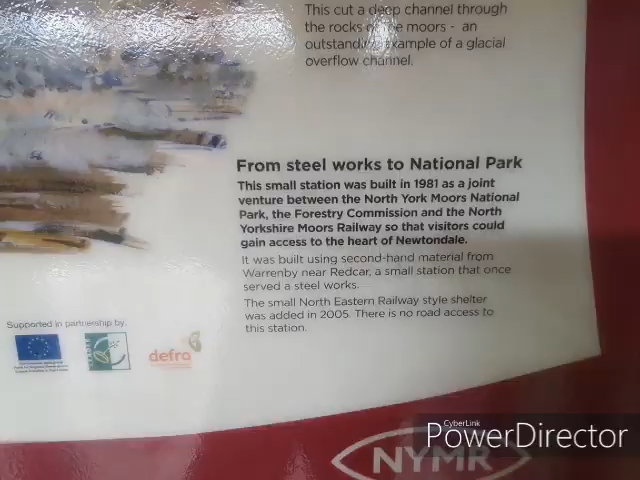 This cut a deep channel through
the rocks of the moors - an
outstanding example of a glacial
overflow channel.
From steel works to National Park
This small station was built in 1981 as a joint
venture between the North York Moors National
Park, the Forestry Commission and the North
Yorkshire Moors Railway so that visitors could
gain access to the heart of Newtondale.
It was built using second-hand material from
Warrenby near Redcar, a small station that once
served a steel works.
The small North Eastern Railway style shelter
was added in 2005. There is no road access to
this station.
Supported in partnership by:
defra
NYMR
CyberLink
PowerDirector